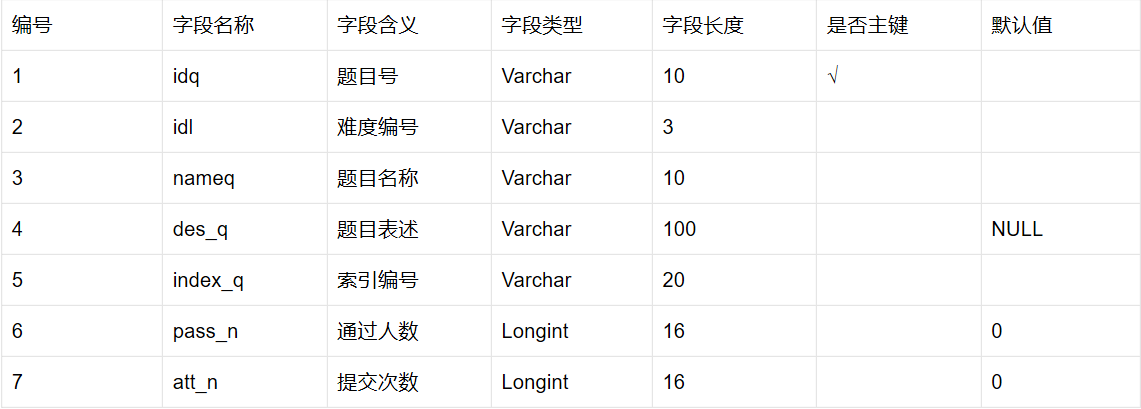 编号 字段名称 字段含义 字段类型 字段长度 是否主键 默认值
1 idq 题目号 Varchar 10 √
2 idl 难度编号 Varchar 3
3 nameq 题目名称 Varchar 10
4 des_q 题目表述 Varchar 100 NULL
5 index_q 索引编号 Varchar 20
6 pass_n 通过人数 Longint 16 0
7 att_n 提交次数 Longint 16 0